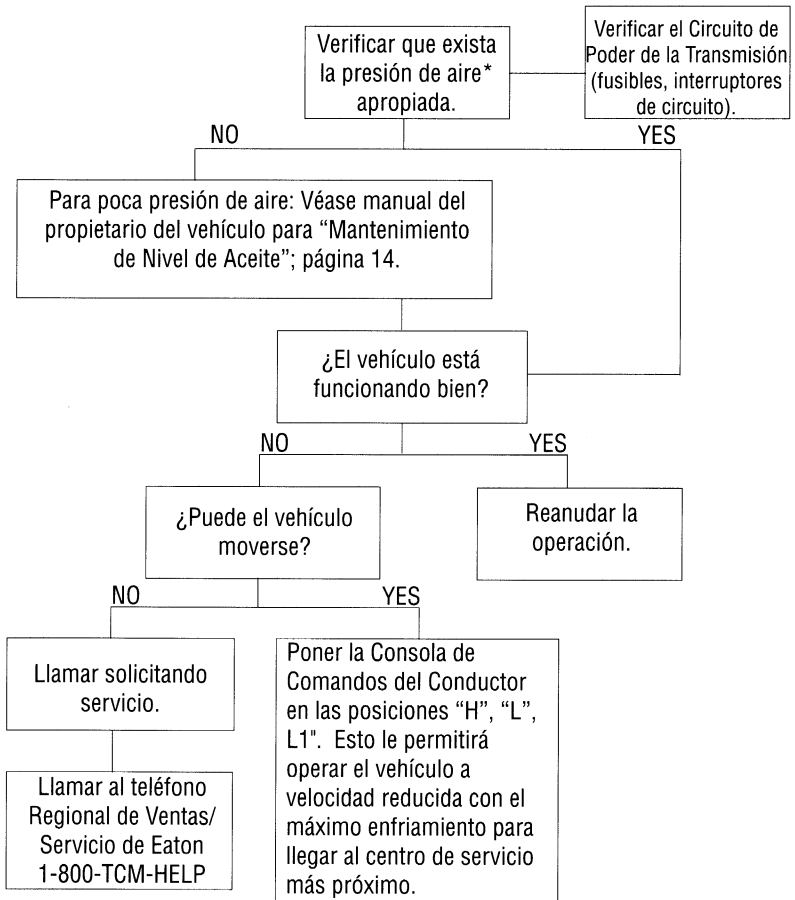 Verificar que exista
la presión de aire*
apropiada.
Verificar el Circuito de
Poder de la Transmisión
(fusibles, interruptores
de circuito).
NO
YES
Para poca presión de aire: Véase manual del
propietario del vehículo para “Mantenimiento
de Nivel de Aceite”; página 14.
¿El vehículo está
funcionando bien?
NO
YES
¿Puede el vehículo
moverse?
Reanudar la
operación.
NO
YES
Llamar solicitando
servicio.
Poner la Consola de
Comandos del Conductor
en las posiciones “H”, “L”,
L1". Esto le permitirá
operar el vehículo a
velocidad reducida con el
máximo enfriamiento para
llegar al centro de servicio
más próximo.
Llamar al teléfono
Regional de Ventas/
Servicio de Eaton
1-800-TCM-HELP